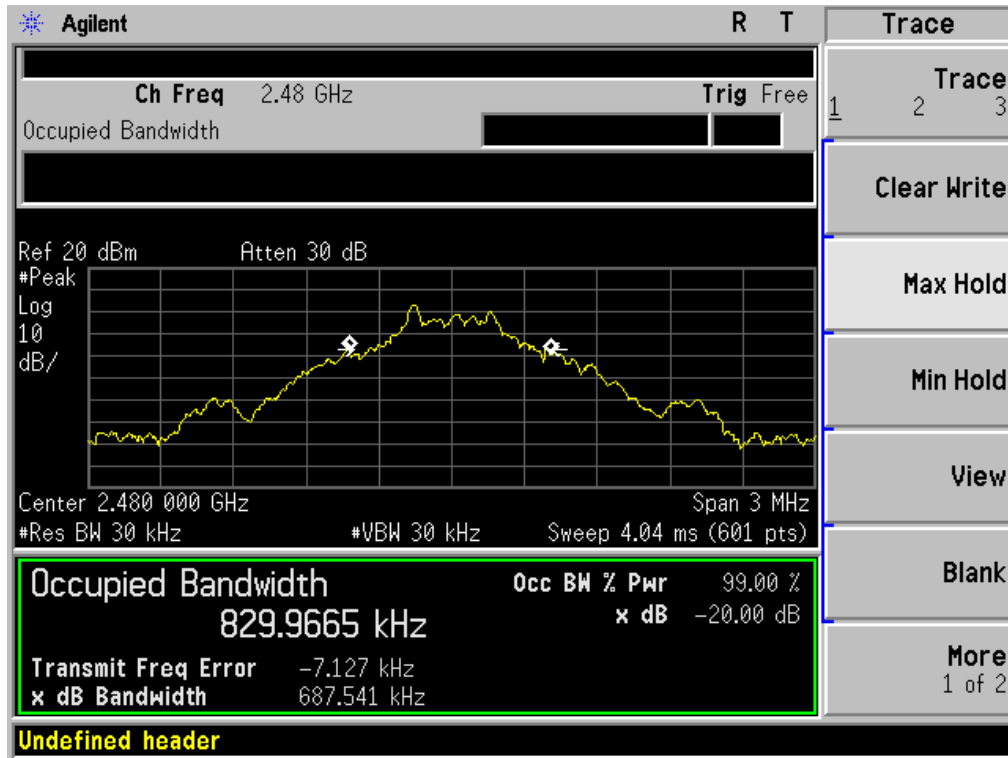 Agilent R T
Trace
Ch Freq 2.48 GHz Trig Free
Occupied Bandwidth
Ref 20 dBm Atten 30 dB
#Peak
Log
10
dB/
Center 2.480 000 GHz Span 3 MHz
#Res BW 30 kHz #VBW 30 kHz Sweep 4.04 ms (601 pts)
Occupied Bandwidth Occ BW % Pwr 99.00 %
829.9665 kHz x dB -20.00 dB
Transmit Freq Error -7.127 kHz
x dB Bandwidth 687.541 kHz
Undefined header
Trace
1 2 3
Clear Write
Max Hold
Min Hold
View
Blank
More
1 of 2